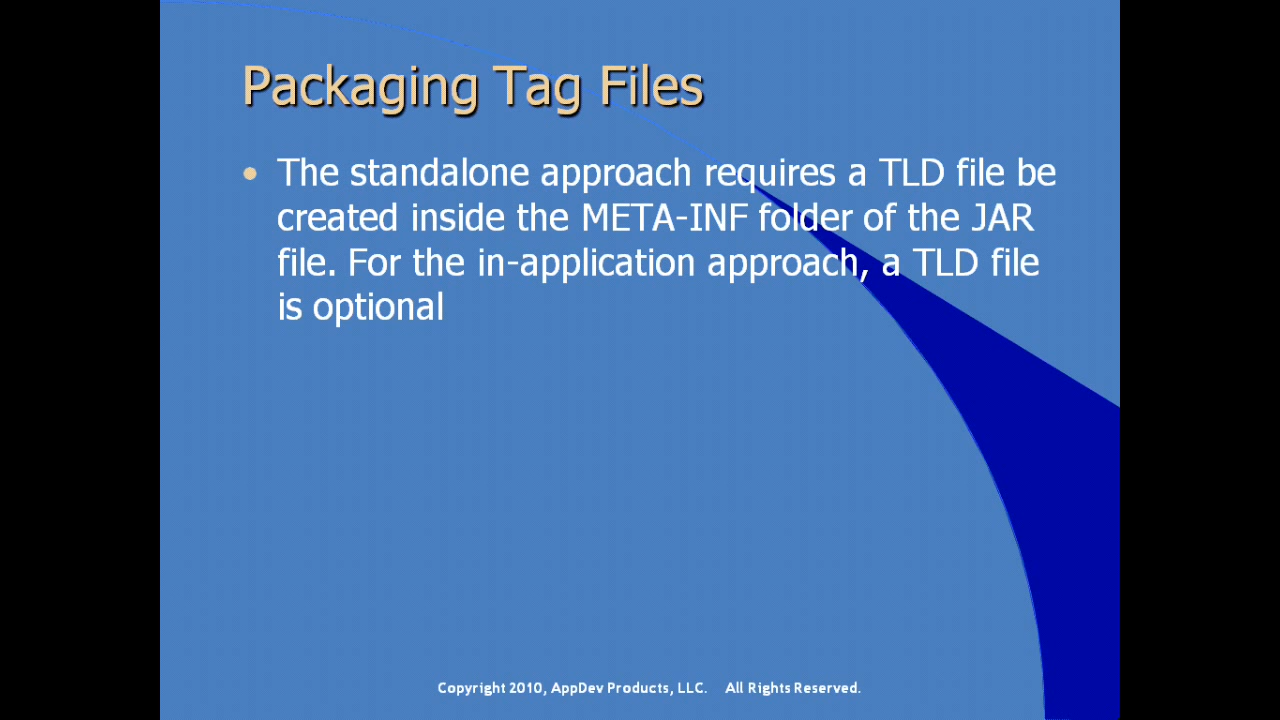 Packaging Tag Files
• The standalone approach requires a TLD file be
created inside the META-INF folder of the JAR
file. For the in-application approach, a TLD file
is optional
Copyright 2010, AppDev Products, LLC. All Rights Reserved.